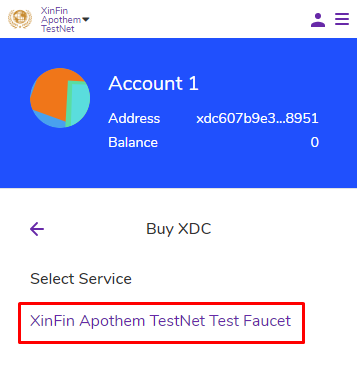 XinFin
Apothem
TestNet
Account 1
Address xdc607b9e3...8951
Balance 0
Buy XDC
Select Service
XinFin Apothem TestNet Test Faucet